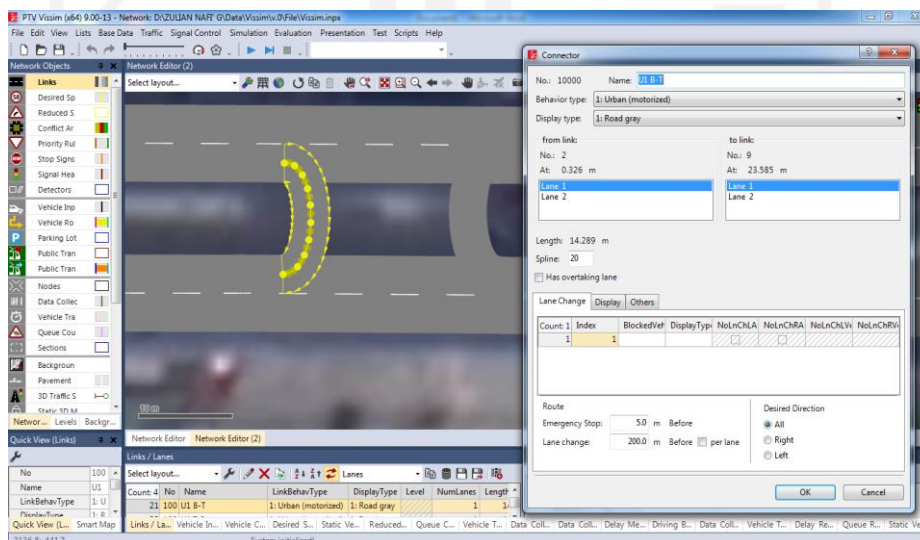 PTV Vissim (x64) 9.00-13 - Network: D:\ZULIAN NAFI' G\Data\Vissim\v.0\File\Vissim.inpx
File Edit View Lists Base Data Traffic Signal Control Simulation Evaluation Presentation Test Scripts Help
Network Objects
Links
Desired Sp
Reduced S
Conflict Ar
Priority Rul
Stop Signs
Signal Hea
Detectors
Vehicle Inp
Vehicle Ro
Parking Lot
Public Tran
Public Tran
Nodes
Data Collec
Vehicle Tra
Queue Cou
Sections
Backgroun
Pavement
3D Traffic S
Static 3D M
Networ... Levels Backgr...
Quick View (Links)
No 100
Name U1
LinkBehavType 1: U
DisplayType 1: R
Quick View (L... Smart Map
Network Editor (2)
Select layout...
10 m
Network Editor Network Editor (2)
Links / Lanes
Select layout... Lanes
Count: 4 No Name LinkBehavType DisplayType Level NumLanes Lengt
21 100 U1 B-T 1: Urban (motorized) 1: Road gray 1
Links / La... Vehicle In... Vehicle C... Desired S... Static Ve... Reduced... Queue C... Vehicle T... Data Coll... Data Coll... Delay Me... Driving B... Data Coll... Vehicle T... Delay Re... Queue R... Static Ve
Connector
No.: 10000 Name: U1 B-T
Behavior type: 1: Urban (motorized)
Display type: 1: Road gray
from link:
No.: 2
At: 0.326 m
Lane 1
Lane 2
to link:
No.: 9
At: 23.585 m
Lane 1
Lane 2
Length: 14.289 m
Spline: 20
Has overtaking lane
Lane Change Display Others
Count: 1 Index BlockedVeh DisplayTyp NoLnChLA NoLnChRA NoLnChLV NoLnChRV
1 1
Route
Emergency Stop: 5.0 m Before
Lane change: 200.0 m Before per lane
Desired Direction
All
Right
Left
OK Cancel